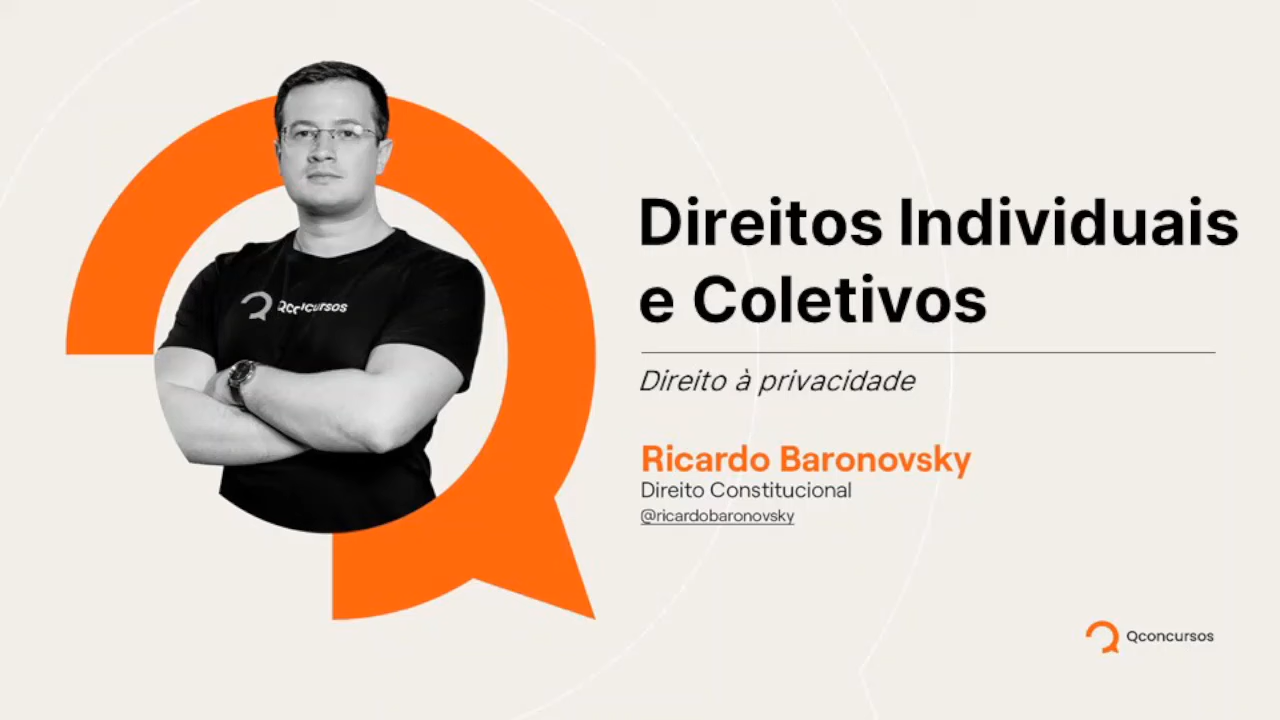 Direitos Individuais
e Coletivos
Direito à privacidade
Ricardo Baronovsky
Direito Constitucional
@ricardobaronovsky
Qconcursos
Qconcursos